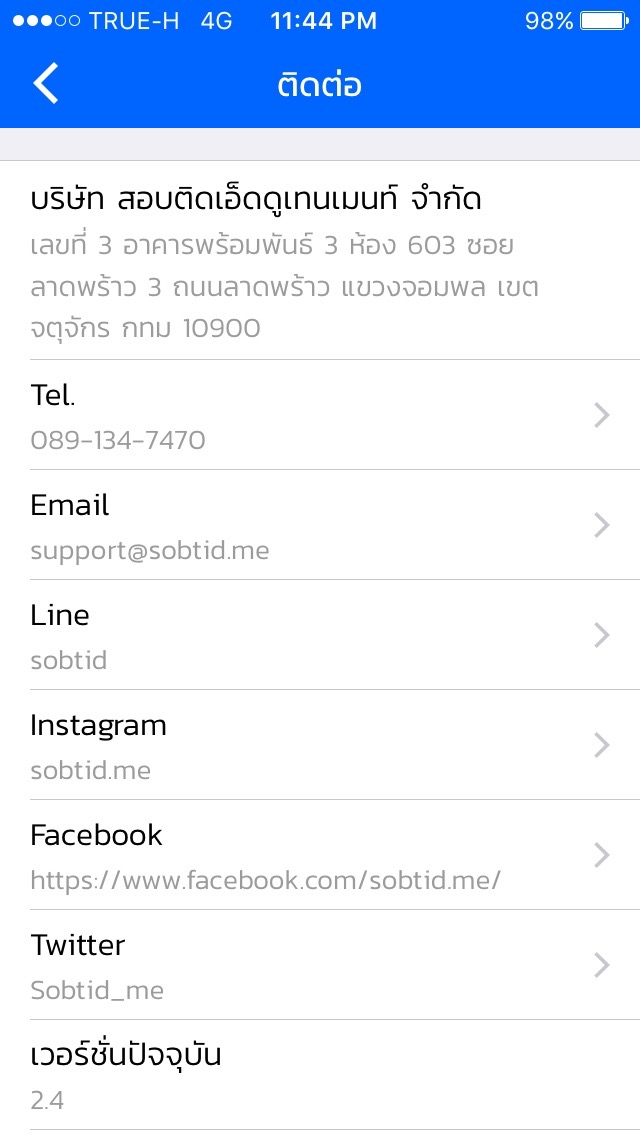 TRUE-H 4G 11:44 PM 98%
ติดต่อ
บริษัท สอบติดเอ็ดดูเทนเมนท์ จำกัด
เลขที่ 3 อาคารพร้อมพันธ์ 3 ห้อง 603 ซอย
ลาดพร้าว 3 ถนนลาดพร้าว แขวงจอมพล เขต
จตุจักร กทม 10900
Tel.
089-134-7470
Email
support@sobtid.me
Line
sobtid
Instagram
sobtid.me
Facebook
https://www.facebook.com/sobtid.me/
Twitter
Sobtid_me
เวอร์ชั่นปัจจุบัน
2.4